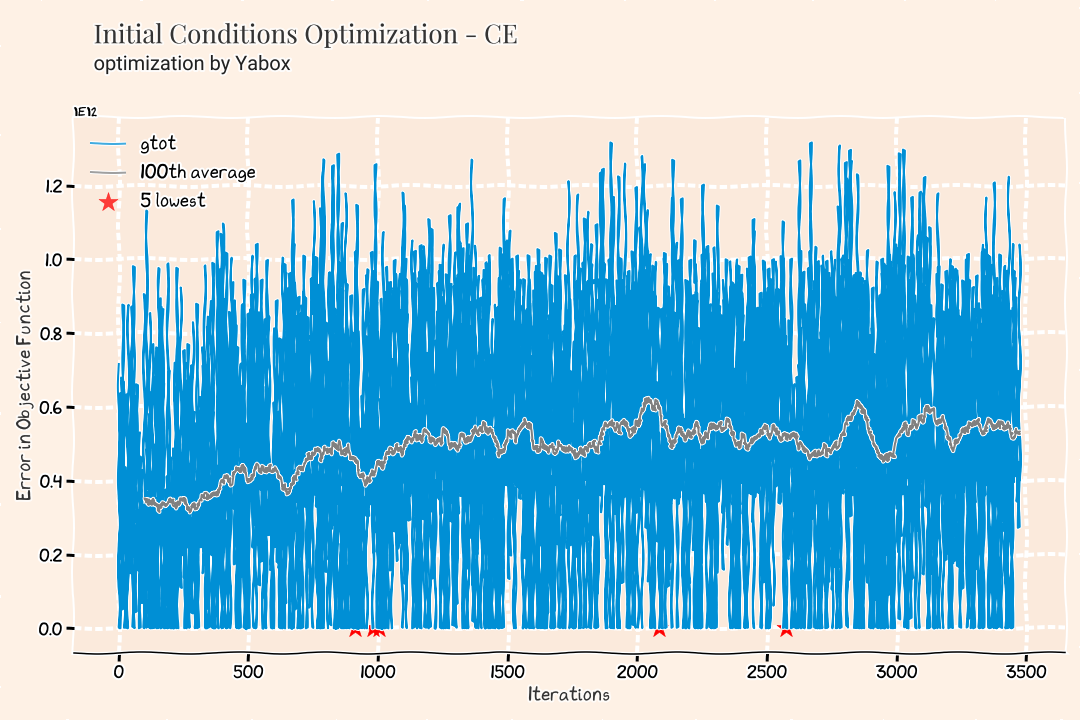 Initial Conditions Optimization - CE
optimization by Yabox
1E12
gtot
100th average
5 lowest
1.2
1.0
0.8
0.6
0.4
0.2
0.0
Error in Objective Function
0 500 1000 1500 2000 2500 3000 3500
Iterations